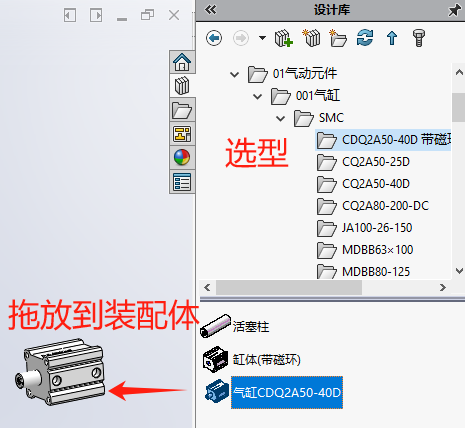 设计库
01气动元件
001气缸
SMC
CDQ2A50-40D 带磁环
CQ2A50-25D
CQ2A50-40D
CQ2A80-200-DC
JA100-26-150
MDBB63×100
MDBB80-125
选型
拖放到装配体
活塞柱
缸体(带磁环)
气缸CDQ2A50-40D